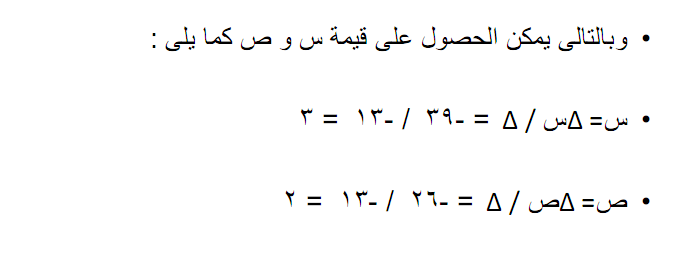 • وبالتالى يمكن الحصول على قيمة س و ص كما يلى :
• س= Δس / Δ = -٣٩ / -١٣ = ٣
• ص= Δص / Δ = -٢٦ / -١٣ = ٢